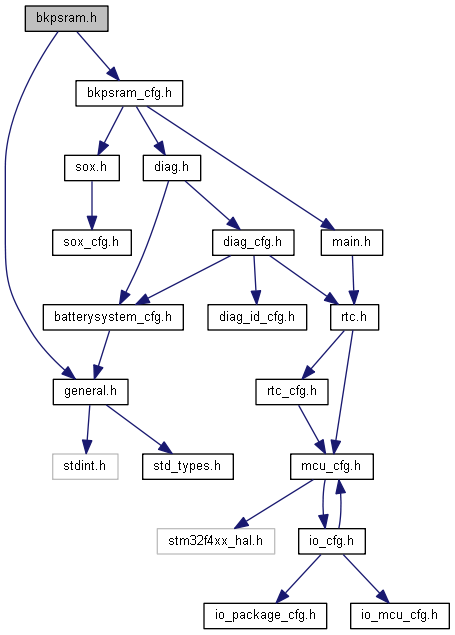 bkpsram.h
bkpsram_cfg.h
sox.h
diag.h
sox_cfg.h
diag_cfg.h
main.h
batterysystem_cfg.h
diag_id_cfg.h
rtc.h
general.h
rtc_cfg.h
stdint.h
std_types.h
mcu_cfg.h
stm32f4xx_hal.h
io_cfg.h
io_package_cfg.h
io_mcu_cfg.h